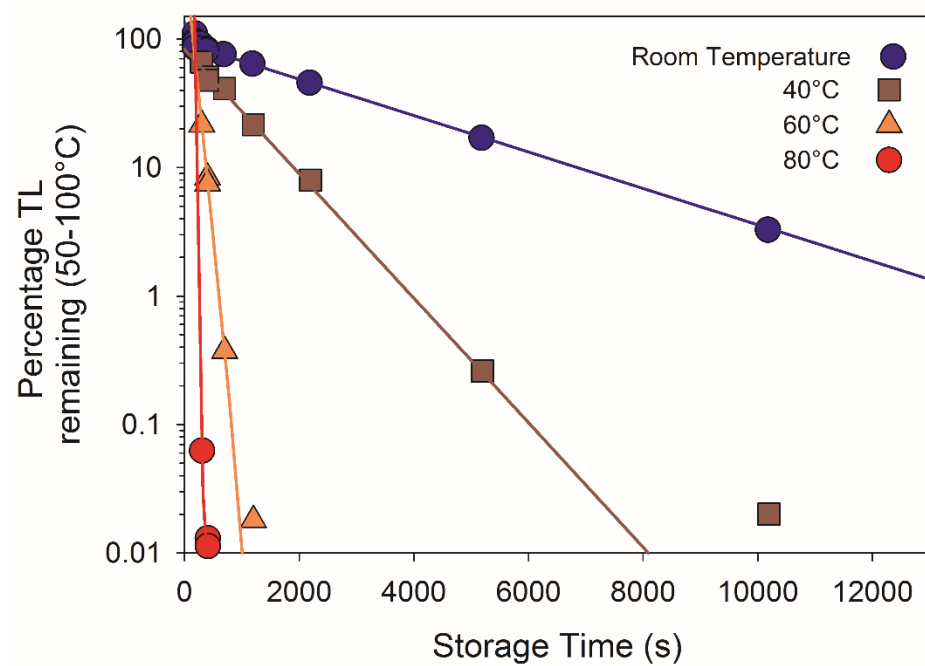 Percentage TL
remaining (50-100°C)
100
10
1
0.1
0.01
0
2000
4000
6000
8000
10000
12000
Storage Time (s)
Room Temperature
40°C
60°C
80°C